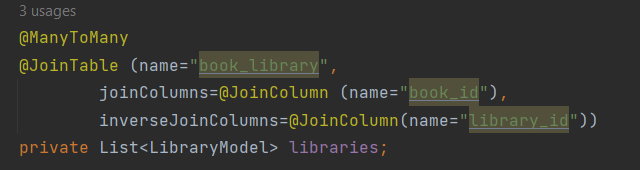 3 usages
@ManyToMany
@JoinTable (name="book_library",
joinColumns=@JoinColumn (name="book_id"),
inverseJoinColumns=@JoinColumn(name="library_id"))
private List<LibraryModel> libraries;